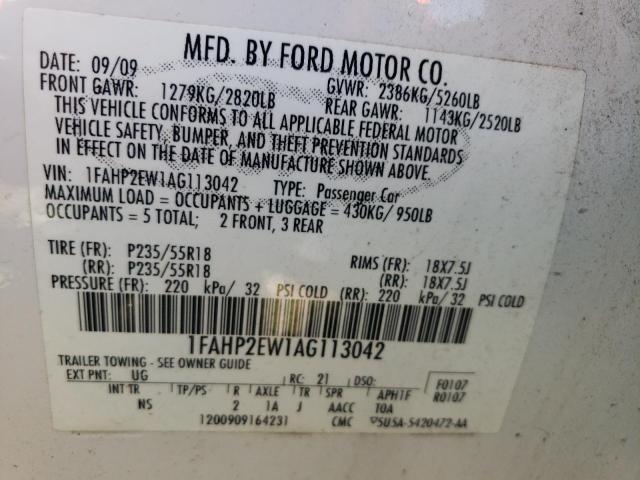 MFD. BY FORD MOTOR CO.
DATE: 09/09 GVWR: 2386KG/5260LB
FRONT GAWR: 1279KG/2820LB REAR GAWR: 1143KG/2520LB
THIS VEHICLE CONFORMS TO ALL APPLICABLE FEDERAL MOTOR
VEHICLE SAFETY, BUMPER, AND THEFT PREVENTION STANDARDS
IN EFFECT ON THE DATE OF MANUFACTURE SHOWN ABOVE.
VIN: 1FAHP2EW1AG113042 TYPE: Passenger Car
MAXIMUM LOAD = OCCUPANTS + LUGGAGE = 430KG/950LB
OCCUPANTS = 5 TOTAL; 2 FRONT, 3 REAR
TIRE (FR): P235/55R18 RIMS (FR): 18X7.5J
(RR): P235/55R18 (RR): 18X7.5J
PRESSURE (FR): 220 kPa/ 32 PSI COLD (RR): 220 kPa/ 32 PSI COLD
1FAHP2EW1AG113042
TRAILER TOWING - SEE OWNER GUIDE
EXT PNT: UG RC: 21 DSO: F0107
INT TR TP/PS R AXLE TR SPR APH1F R0107
NS 2 1A J AACC 10A
1200909164231 CMC 5U5A-5420472-AA